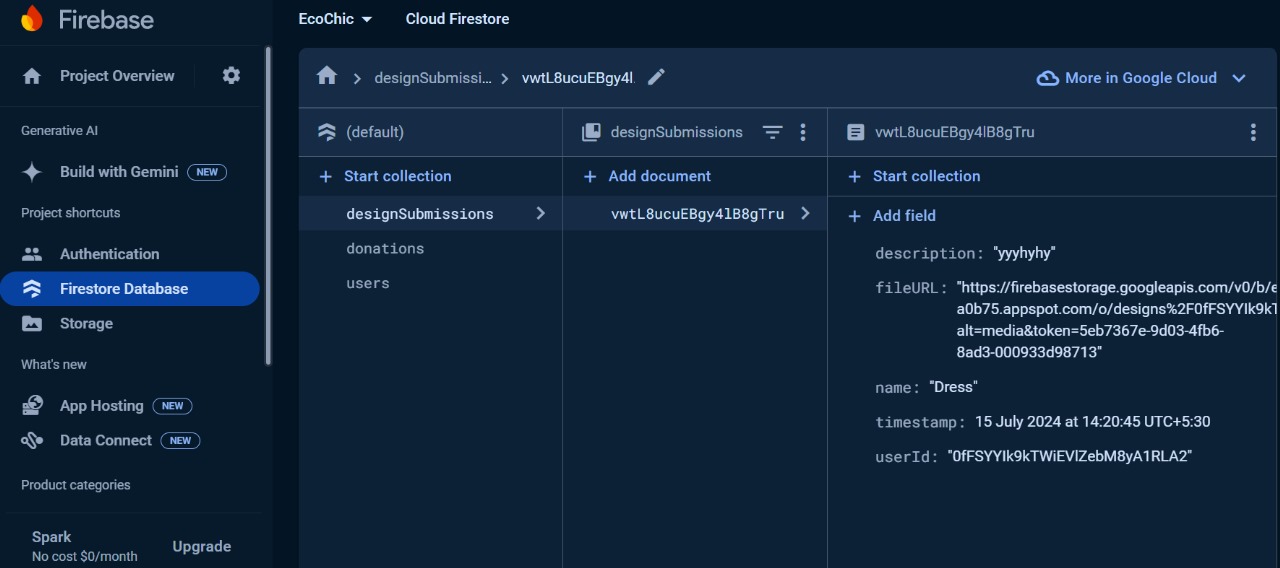 Firebase
Project Overview
Generative AI
Build with Gemini NEW
Project shortcuts
Authentication
Firestore Database
Storage
What's new
App Hosting NEW
Data Connect NEW
Product categories
Spark
No cost $0/month
Upgrade
EcoChic
Cloud Firestore
designSubmissi...
vwtL8ucuEBgy4l
More in Google Cloud
(default)
Start collection
designSubmissions
donations
users
designSubmissions
Add document
vwtL8ucuEBgy4lB8gTru
vwtL8ucuEBgy4lB8gTru
Start collection
Add field
description: "yyyhyhy"
fileURL: "https://firebasestorage.googleapis.com/v0/b/e
a0b75.appspot.com/o/designs%2F0fFSYYIk9k
alt=media&token=5eb7367e-9d03-4fb6-
8ad3-000933d98713"
name: "Dress"
timestamp: 15 July 2024 at 14:20:45 UTC+5:30
userId: "0fFSYYIk9kTWiEVlZebM8yA1RLA2"